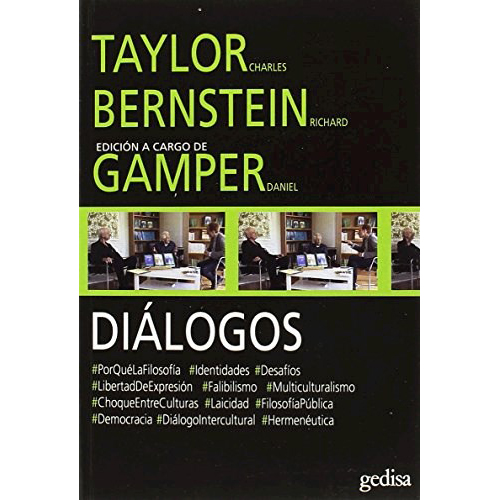 TAYLOR CHARLES
BERNSTEIN RICHARD
EDICIÓN A CARGO DE
GAMPER DANIEL
DIÁLOGOS
#PorQuéLaFilosofía #Identidades #Desafíos
#LibertadDeExpresión #Falibilismo #Multiculturalismo
#ChoqueEntreCulturas #Laicidad #FilosofíaPública
#Democracia #DiálogoIntercultural #Hermenéutica
gedisa